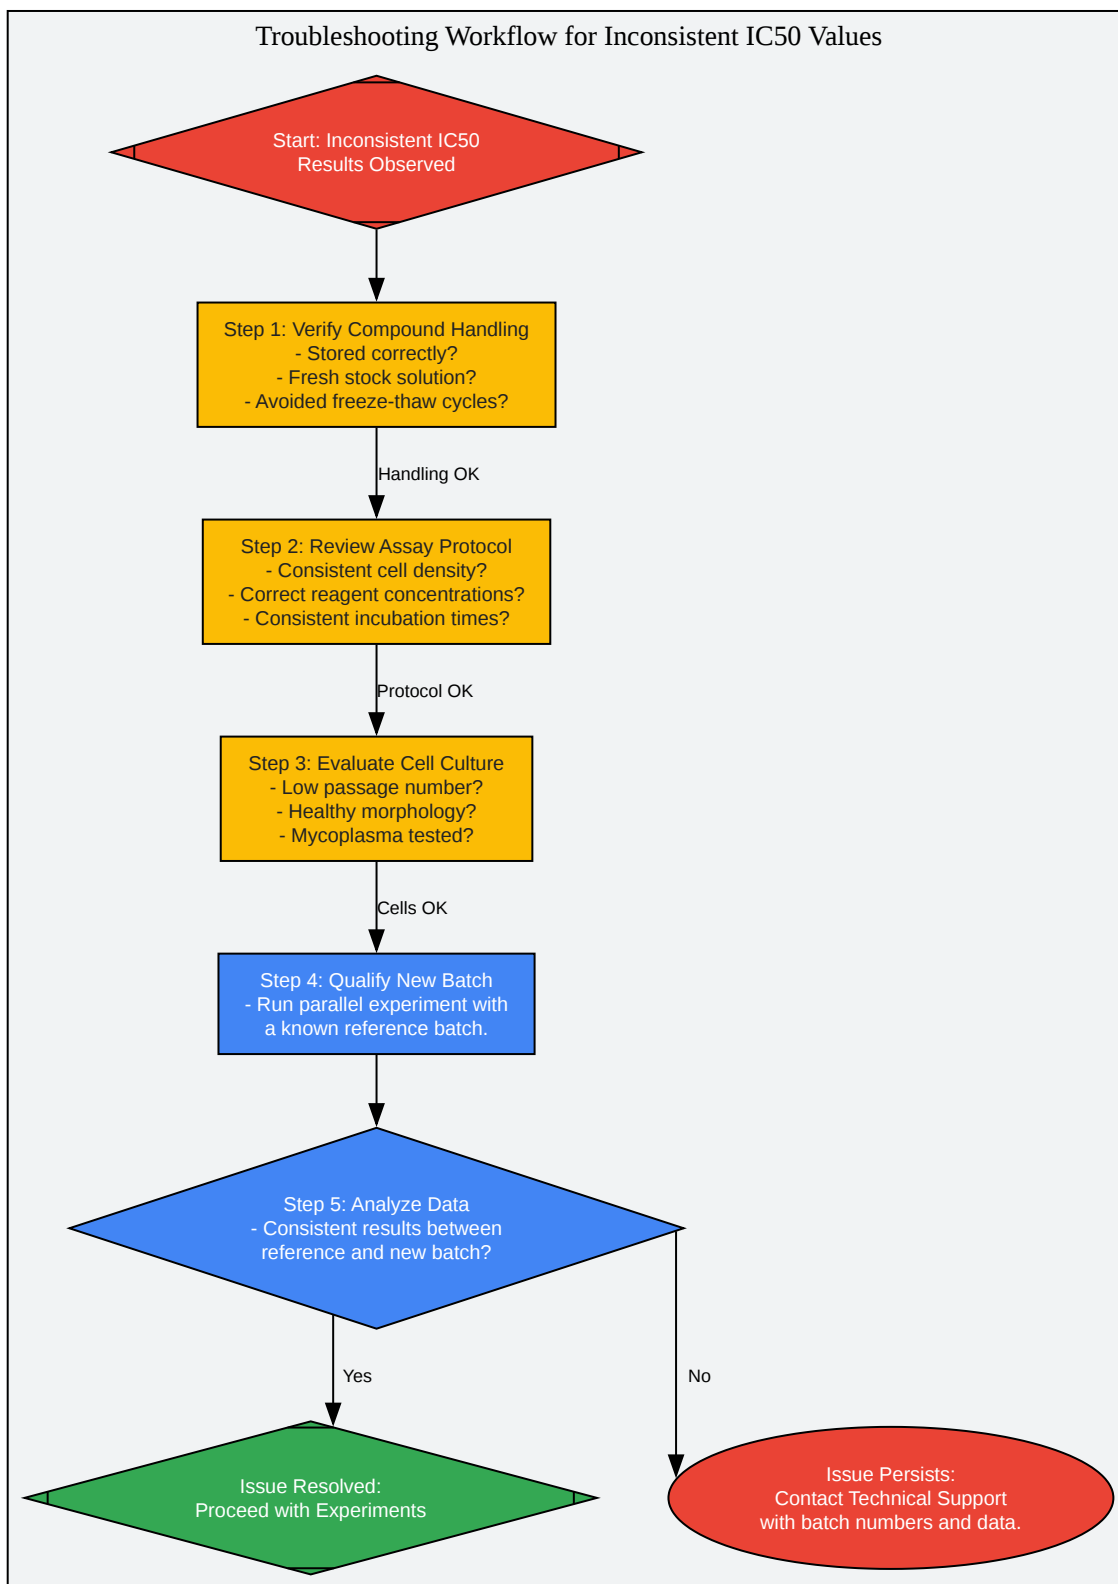 Troubleshooting Workflow for Inconsistent IC50 Values
Start: Inconsistent IC50
Results Observed
Step 1: Verify Compound Handling
- Stored correctly?
- Fresh stock solution?
- Avoided freeze-thaw cycles?
Handling OK
Step 2: Review Assay Protocol
- Consistent cell density?
- Correct reagent concentrations?
- Consistent incubation times?
Protocol OK
Step 3: Evaluate Cell Culture
- Low passage number?
- Healthy morphology?
- Mycoplasma tested?
Cells OK
Step 4: Qualify New Batch
- Run parallel experiment with
a known reference batch.
Step 5: Analyze Data
- Consistent results between
reference and new batch?
Yes
No
Issue Resolved:
Proceed with Experiments
Issue Persists:
Contact Technical Support
with batch numbers and data.